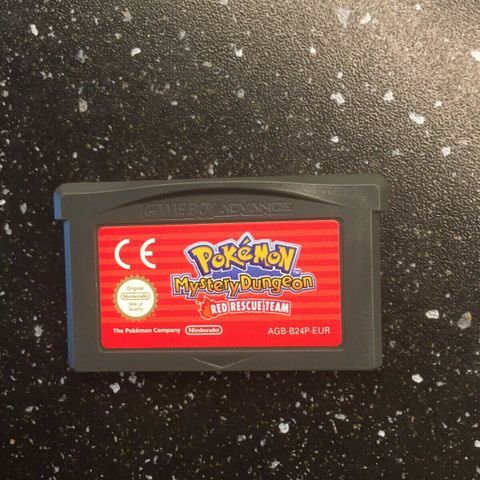 GAME BOY ADVANCE
CE
POKéMON™
Mystery Dungeon
RED RESCUE TEAM
Original
Nintendo
Seal of
Quality
The Pokémon Company
Nintendo
AGB-B24P-EUR